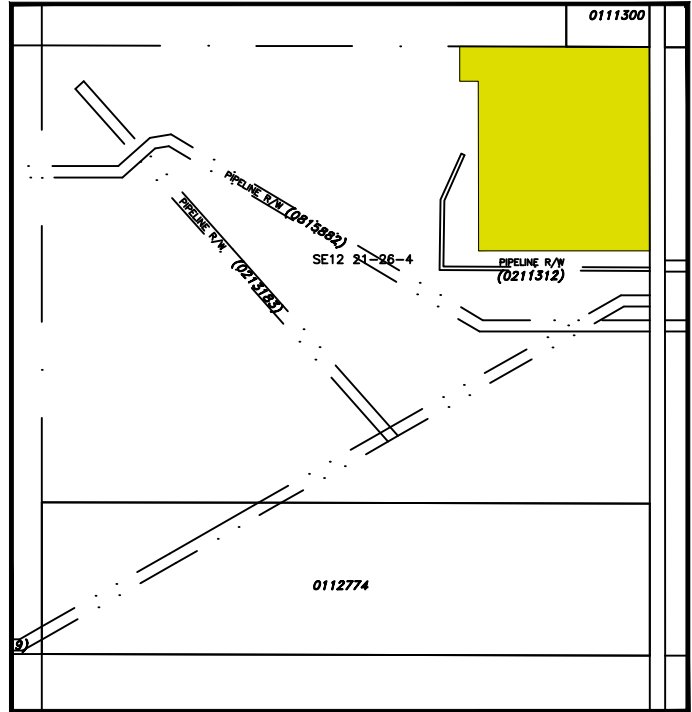 0111300
PIPELINE R/W (0815882)
PIPELINE R/W (0213183)
SE12 21-26-4
PIPELINE R/W
(0211312)
0112774
9)